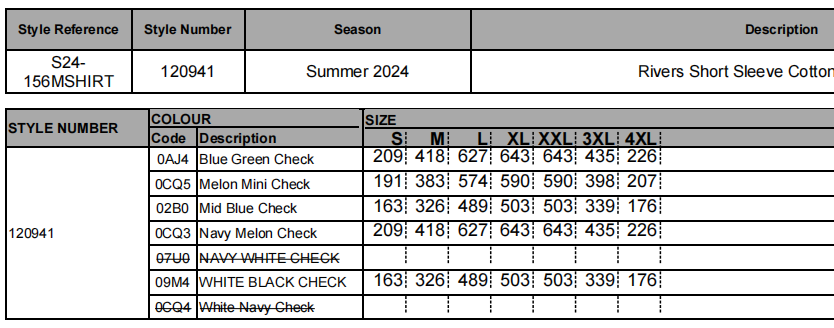 Style Reference Style Number Season Description
S24-
156MSHIRT 120941 Summer 2024 Rivers Short Sleeve Cotton
STYLE NUMBER COLOUR SIZE
Code Description S M L XL XXL 3XL 4XL
0AJ4 Blue Green Check 209 418 627 643 643 435 226
0CQ5 Melon Mini Check 191 383 574 590 590 398 207
02B0 Mid Blue Check 163 326 489 503 503 339 176
120941 0CQ3 Navy Melon Check 209 418 627 643 643 435 226
07U0 NAVY WHITE CHECK
09M4 WHITE BLACK CHECK 163 326 489 503 503 339 176
0CQ4 White Navy Check